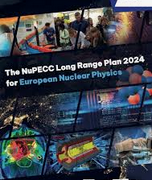 The NuPECC Long Range Plan 2024
for European Nuclear Physics